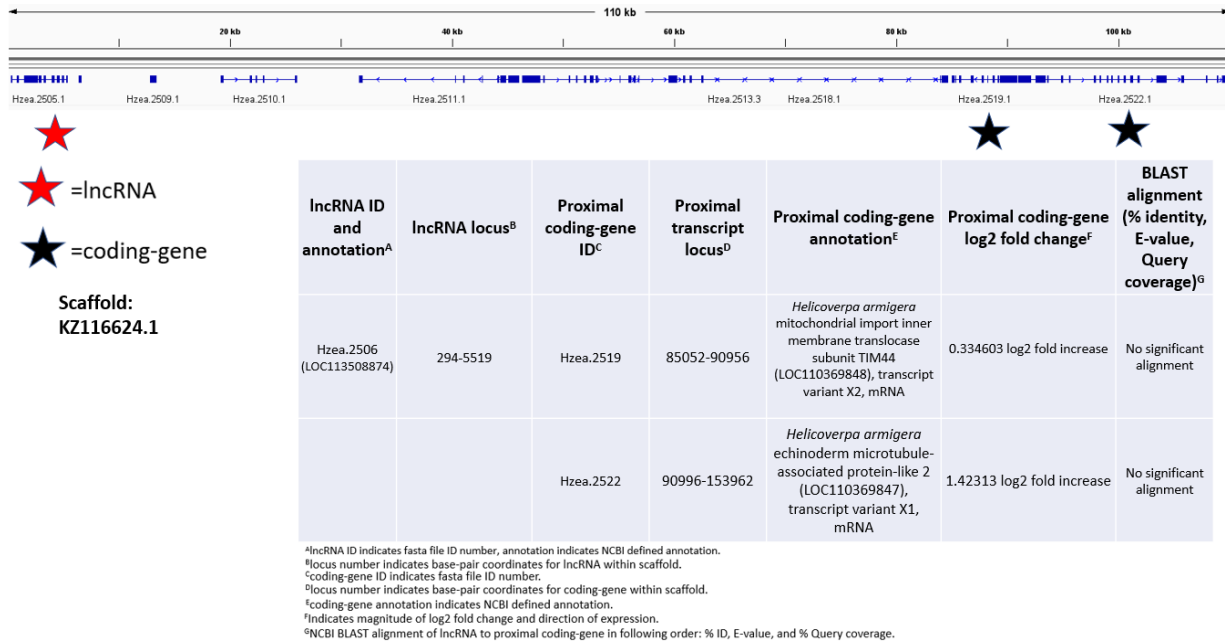 110 kb
20 kb 40 kb 60 kb 80 kb 100 kb
Hzea.2505.1 Hzea.2509.1 Hzea.2510.1 Hzea.2511.1 Hzea.2513.3 Hzea.2518.1 Hzea.2519.1 Hzea.2522.1
=lncRNA
=coding-gene
Scaffold:
KZ116624.1
lncRNA ID
and
annotationᴬ
lncRNA locusᴮ
Proximal
coding-gene
IDᶜ
Proximal
transcript
locusᴰ
Proximal coding-gene
annotationᴱ
Proximal coding-gene
log2 fold changeᶠ
BLAST
alignment
(% identity,
E-value,
Query
coverage)ᴳ
Hzea.2506
(LOC113508874)
294-5519
Hzea.2519
85052-90956
Helicoverpa armigera
mitochondrial import inner
membrane translocase
subunit TIM44
(LOC110369848), transcript
variant X2, mRNA
0.334603 log2 fold increase
No significant
alignment
Hzea.2522
90996-153962
Helicoverpa armigera
echinoderm microtubule-
associated protein-like 2
(LOC110369847),
transcript variant X1,
mRNA
1.42313 log2 fold increase
No significant
alignment
ᴬlncRNA ID indicates fasta file ID number, annotation indicates NCBI defined annotation.
ᴮlocus number indicates base-pair coordinates for lncRNA within scaffold.
ᶜcoding-gene ID indicates fasta file ID number.
ᴰlocus number indicates base-pair coordinates for coding-gene within scaffold.
ᴱcoding-gene annotation indicates NCBI defined annotation.
ᶠIndicates magnitude of log2 fold change and direction of expression.
ᴳNCBI BLAST alignment of lncRNA to proximal coding-gene in following order: % ID, E-value, and % Query coverage.